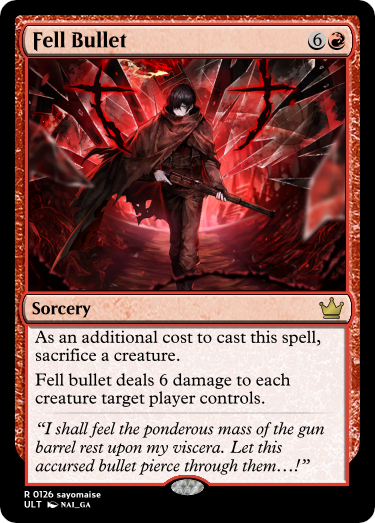 Fell Bullet 6
Sorcery
As an additional cost to cast this spell,
sacrifice a creature.
Fell bullet deals 6 damage to each
creature target player controls.
“I shall feel the ponderous mass of the gun
barrel rest upon my viscera. Let this
accursed bullet pierce through them…!”
R 0126 sayomaise
ULT NAI_GA